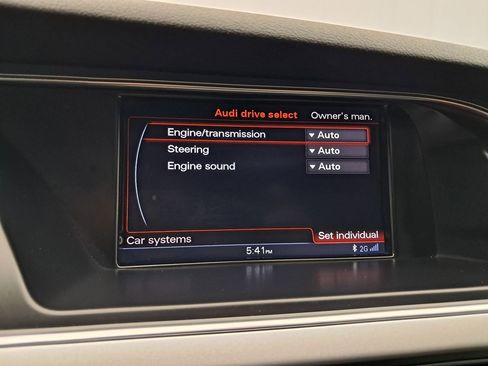 Audi drive select Owner's man.
Engine/transmission Auto
Steering Auto
Engine sound Auto
Car systems Set individual
5:41PM 2G